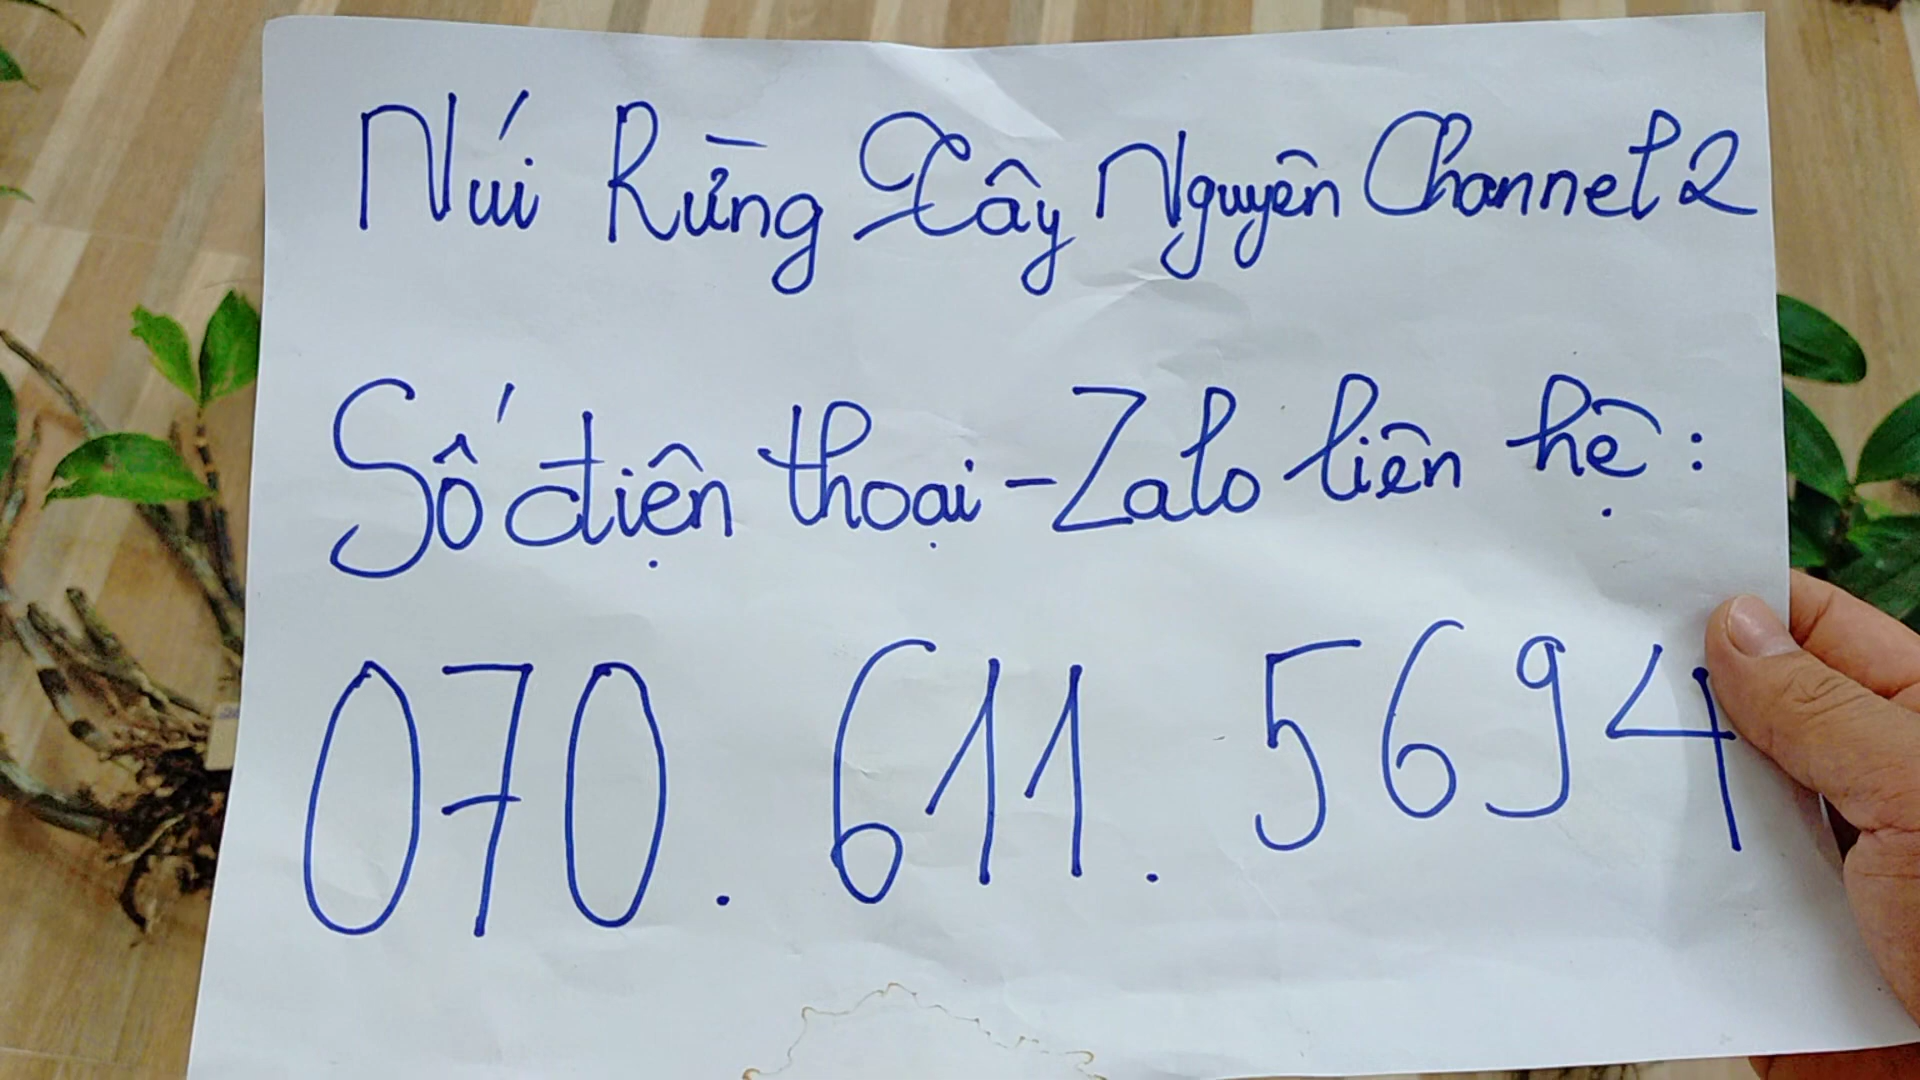 Núi Rừng Tây Nguyên Channel 2
Số điện thoại - Zalo liên hệ:
070. 611. 5694